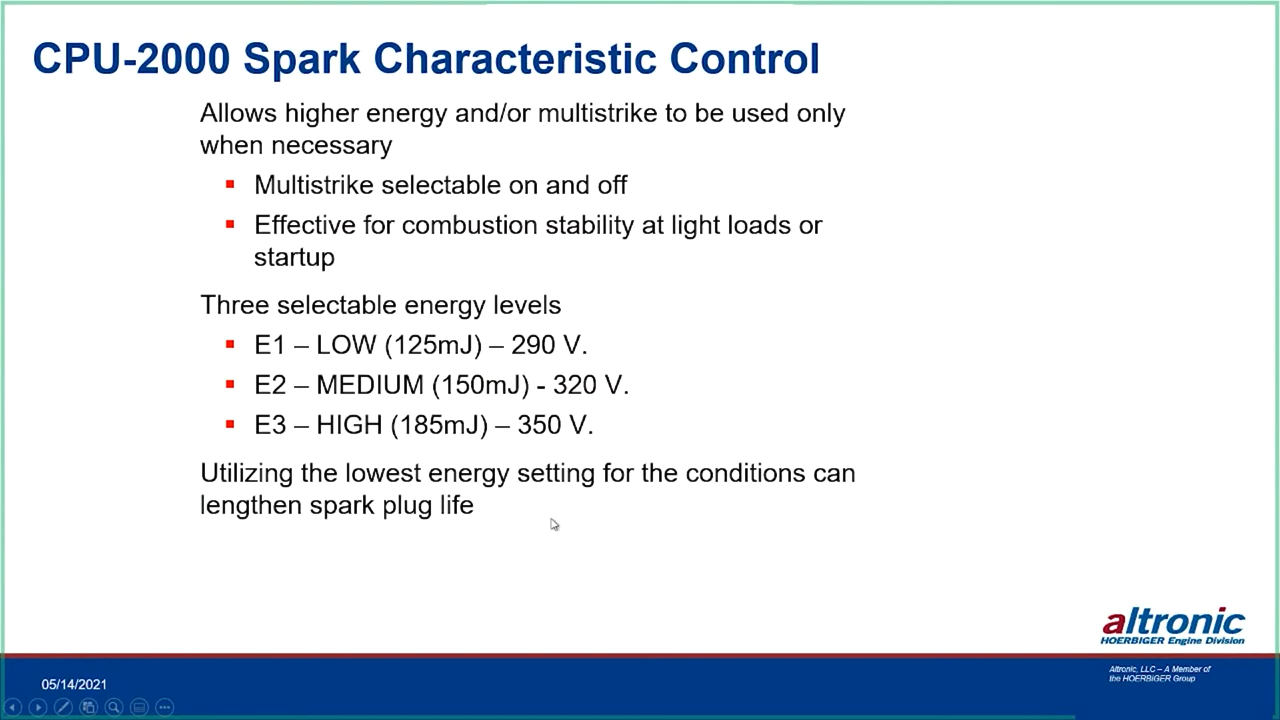 CPU-2000 Spark Characteristic Control
Allows higher energy and/or multistrike to be used only
when necessary
▪ Multistrike selectable on and off
▪ Effective for combustion stability at light loads or
startup
Three selectable energy levels
▪ E1 – LOW (125mJ) – 290 V.
▪ E2 – MEDIUM (150mJ) - 320 V.
▪ E3 – HIGH (185mJ) – 350 V.
Utilizing the lowest energy setting for the conditions can
lengthen spark plug life
altronic
HOERBIGER Engine Division
Altronic, LLC – A Member of
the HOERBIGER Group
05/14/2021